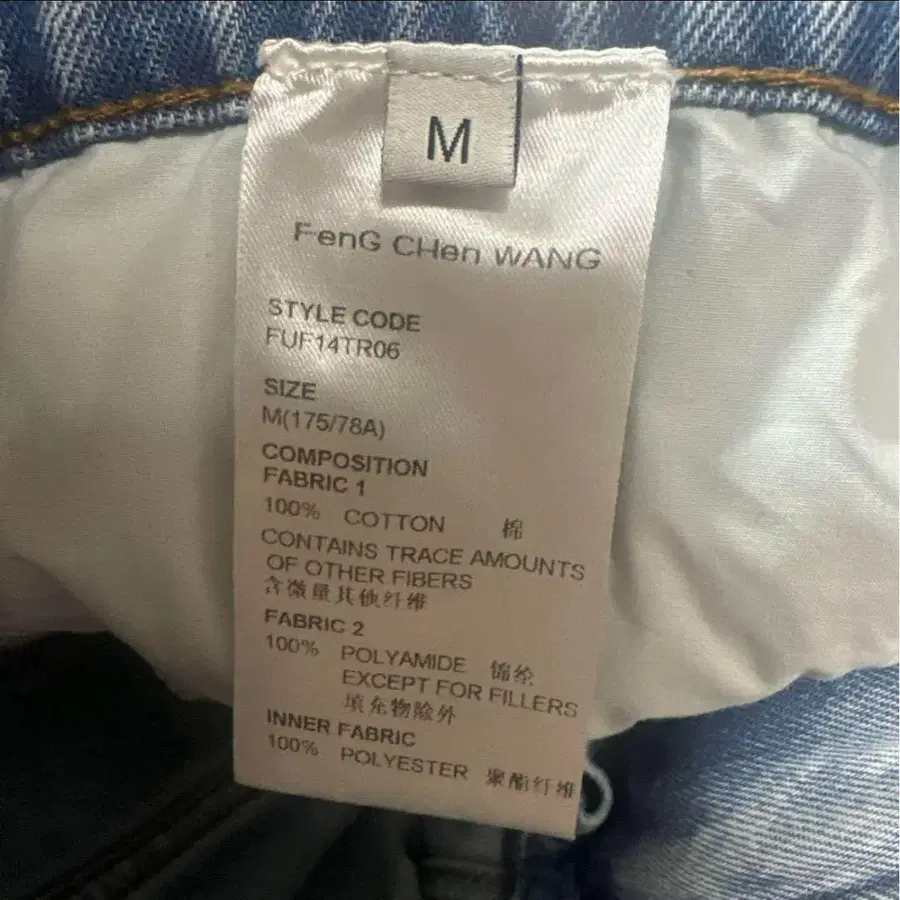 M
FenG CHen WANG
STYLE CODE
FUF14TR06
SIZE
M(175/78A)
COMPOSITION
FABRIC 1
100% COTTON 棉
CONTAINS TRACE AMOUNTS
OF OTHER FIBERS
含微量其他纤维
FABRIC 2
100% POLYAMIDE 锦纶
EXCEPT FOR FILLERS
填充物除外
INNER FABRIC
100% POLYESTER 聚酯纤维